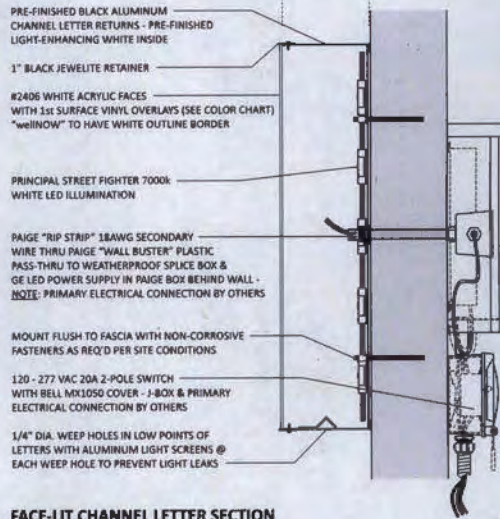 PRE-FINISHED BLACK ALUMINUM
CHANNEL LETTER RETURNS - PRE-FINISHED
LIGHT-ENHANCING WHITE INSIDE
1" BLACK JEWELITE RETAINER
#2406 WHITE ACRYLIC FACES
WITH 1st SURFACE VINYL OVERLAYS (SEE COLOR CHART)
"wellNOW" TO HAVE WHITE OUTLINE BORDER
PRINCIPAL STREET FIGHTER 7000k
WHITE LED ILLUMINATION
PAIGE "RIP STRIP" 18AWG SECONDARY
WIRE THRU PAIGE "WALL BUSTER" PLASTIC
PASS-THRU TO WEATHERPROOF SPLICE BOX &
GE LED POWER SUPPLY IN PAIGE BOX BEHIND WALL -
NOTE: PRIMARY ELECTRICAL CONNECTION BY OTHERS
MOUNT FLUSH TO FASCIA WITH NON-CORROSIVE
FASTENERS AS REQ'D PER SITE CONDITIONS
120 - 277 VAC 20A 2-POLE SWITCH
WITH BELL MX1050 COVER - J-BOX & PRIMARY
ELECTRICAL CONNECTION BY OTHERS
1/4" DIA. WEEP HOLES IN LOW POINTS OF
LETTERS WITH ALUMINUM LIGHT SCREENS @
EACH WEEP HOLE TO PREVENT LIGHT LEAKS
FACE-LIT CHANNEL LETTER SECTION